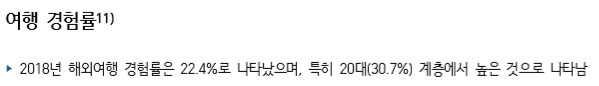 여행 경험률11)
▸ 2018년 해외여행 경험률은 22.4%로 나타났으며, 특히 20대(30.7%) 계층에서 높은 것으로 나타남